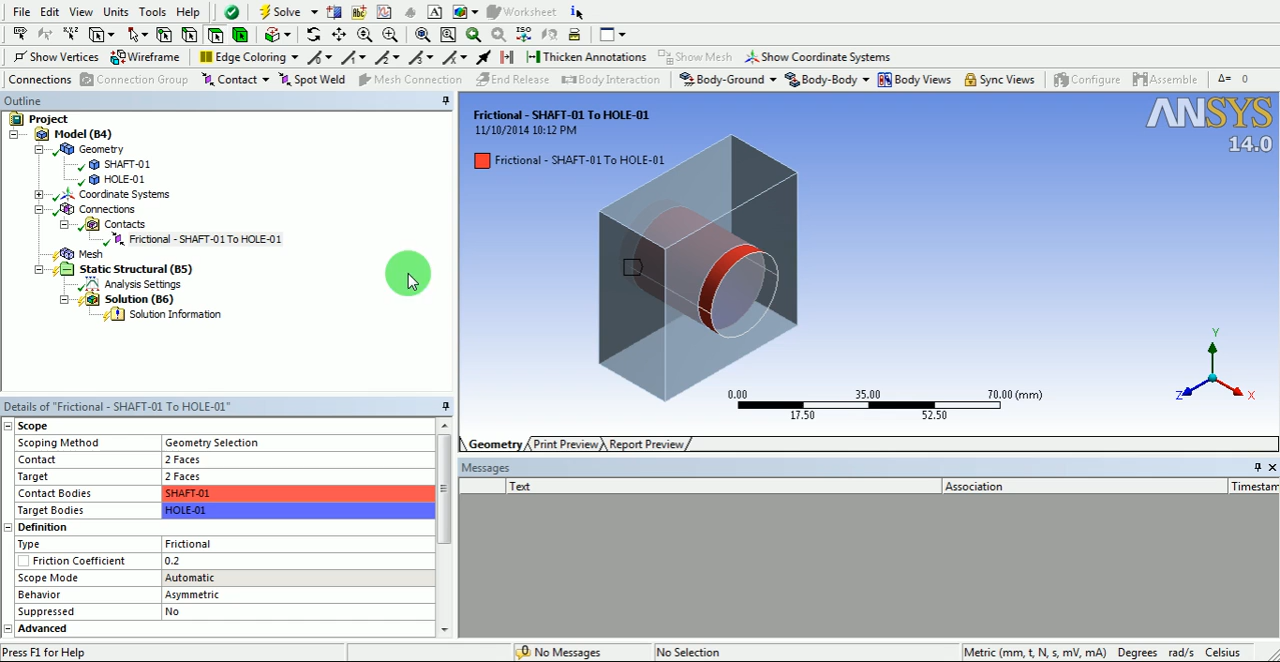 File Edit View Units Tools Help Solve Worksheet
Show Vertices Wireframe Edge Coloring Thicken Annotations Show Mesh Show Coordinate Systems
Connections Connection Group Contact Spot Weld Mesh Connection End Release Body Interaction Body-Ground Body-Body Body Views Sync Views Configure Assemble Δ= 0
Outline
Project
Model (B4)
Geometry
SHAFT-01
HOLE-01
Coordinate Systems
Connections
Contacts
Frictional - SHAFT-01 To HOLE-01
Mesh
Static Structural (B5)
Analysis Settings
Solution (B6)
Solution Information
Details of "Frictional - SHAFT-01 To HOLE-01"
Scope
Scoping Method Geometry Selection
Contact 2 Faces
Target 2 Faces
Contact Bodies SHAFT-01
Target Bodies HOLE-01
Definition
Type Frictional
Friction Coefficient 0.2
Scope Mode Automatic
Behavior Asymmetric
Suppressed No
Advanced
Frictional - SHAFT-01 To HOLE-01
11/10/2014 10:12 PM
Frictional - SHAFT-01 To HOLE-01
ANSYS
14.0
Y
Z X
0.00 35.00 70.00 (mm)
17.50 52.50
Geometry Print Preview Report Preview
Messages
Text Association Timestam
Press F1 for Help No Messages No Selection Metric (mm, t, N, s, mV, mA) Degrees rad/s Celsius